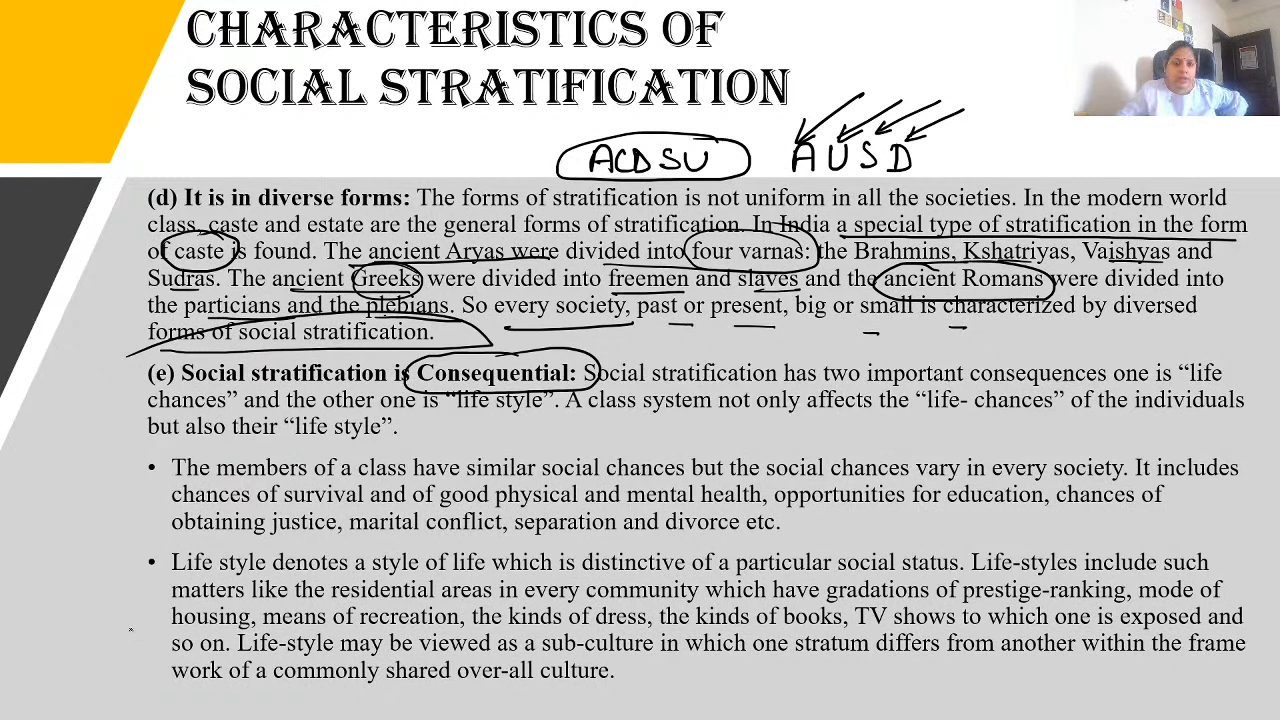 CHARACTERISTICS OF
SOCIAL STRATIFICATION
ACDSU AUSD
(d) It is in diverse forms: The forms of stratification is not uniform in all the societies. In the modern world
class, caste and estate are the general forms of stratification. In India a special type of stratification in the form
of caste is found. The ancient Aryas were divided into four varnas: the Brahmins, Kshatriyas, Vaishyas and
Sudras. The ancient Greeks were divided into freemen and slaves and the ancient Romans were divided into
the particians and the plebians. So every society, past or present, big or small is characterized by diversed
forms of social stratification.
(e) Social stratification is Consequential: Social stratification has two important consequences one is “life
chances” and the other one is “life style”. A class system not only affects the “life- chances” of the individuals
but also their “life style”.
• The members of a class have similar social chances but the social chances vary in every society. It includes
chances of survival and of good physical and mental health, opportunities for education, chances of
obtaining justice, marital conflict, separation and divorce etc.
• Life style denotes a style of life which is distinctive of a particular social status. Life-styles include such
matters like the residential areas in every community which have gradations of prestige-ranking, mode of
housing, means of recreation, the kinds of dress, the kinds of books, TV shows to which one is exposed and
so on. Life-style may be viewed as a sub-culture in which one stratum differs from another within the frame
work of a commonly shared over-all culture.